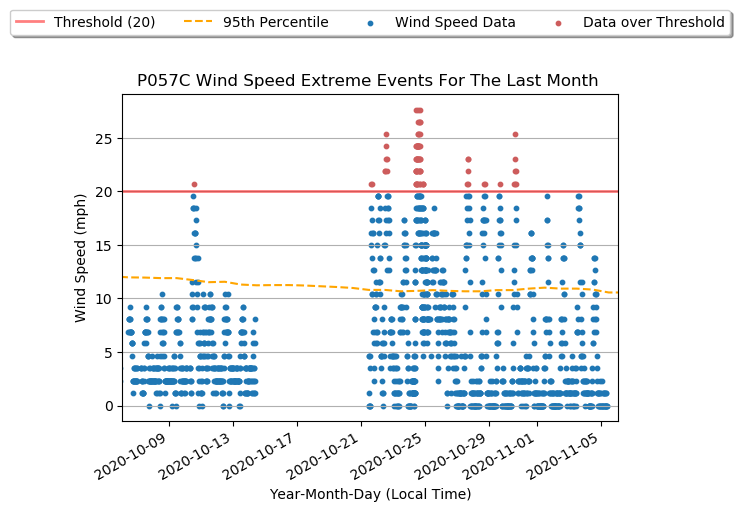 Threshold (20) 95th Percentile Wind Speed Data Data over Threshold
P057C Wind Speed Extreme Events For The Last Month
Wind Speed (mph)
25
20
15
10
5
0
2020-10-09 2020-10-13 2020-10-17 2020-10-21 2020-10-25 2020-10-29 2020-11-01 2020-11-05
Year-Month-Day (Local Time)